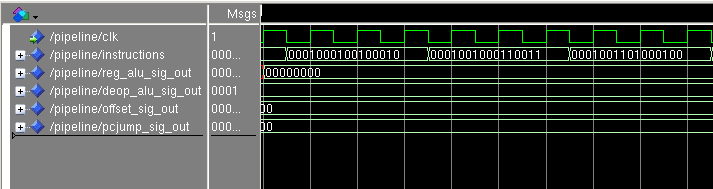 Msgs
/pipeline/clk 1
/pipeline/instructions 000... 0001000100100010 0001001000110011 0001001101000100
/pipeline/reg_alu_sig_out 000... 00000000
/pipeline/deop_alu_sig_out 0001
/pipeline/offset_sig_out 000... 00
/pipeline/pcjump_sig_out 000... 00